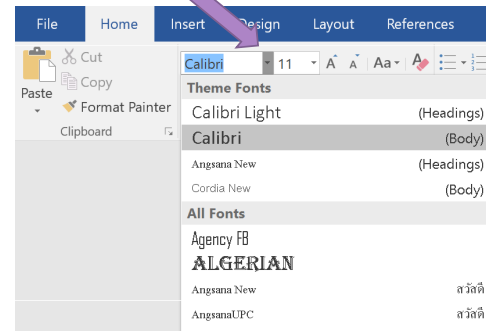 File Home Insert Design Layout References
Cut
Calibri 11 A A Aa A
Copy
Paste
Format Painter
Clipboard
Theme Fonts
Calibri Light (Headings)
Calibri (Body)
Angsana New (Headings)
Cordia New (Body)
All Fonts
Agency FB
ALGERIAN
Angsana New สวัสดี
AngsanaUPC สวัสดี